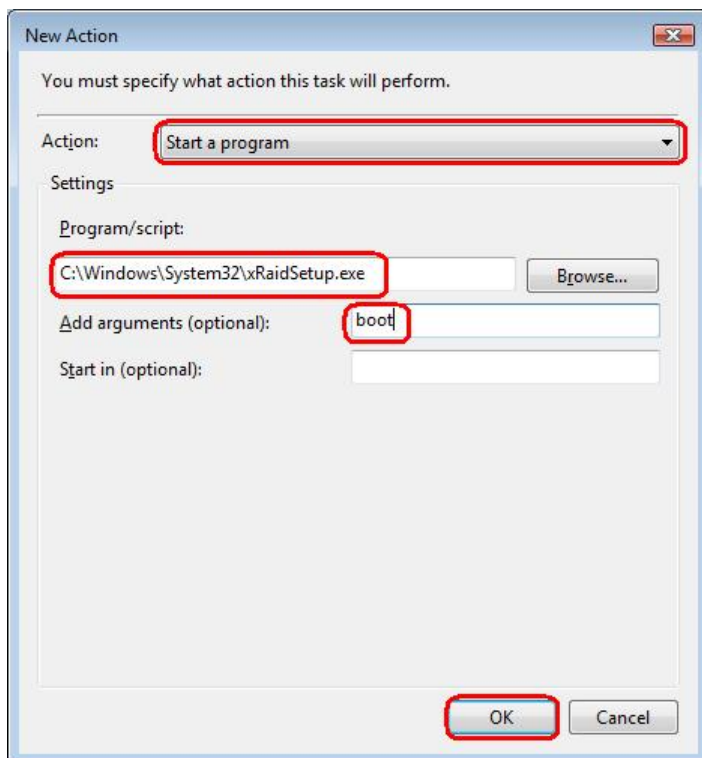 New Action
You must specify what action this task will perform.
Action: Start a program
Settings
Program/script:
C:\Windows\System32\xRaidSetup.exe Browse...
Add arguments (optional): boot
Start in (optional):
OK Cancel